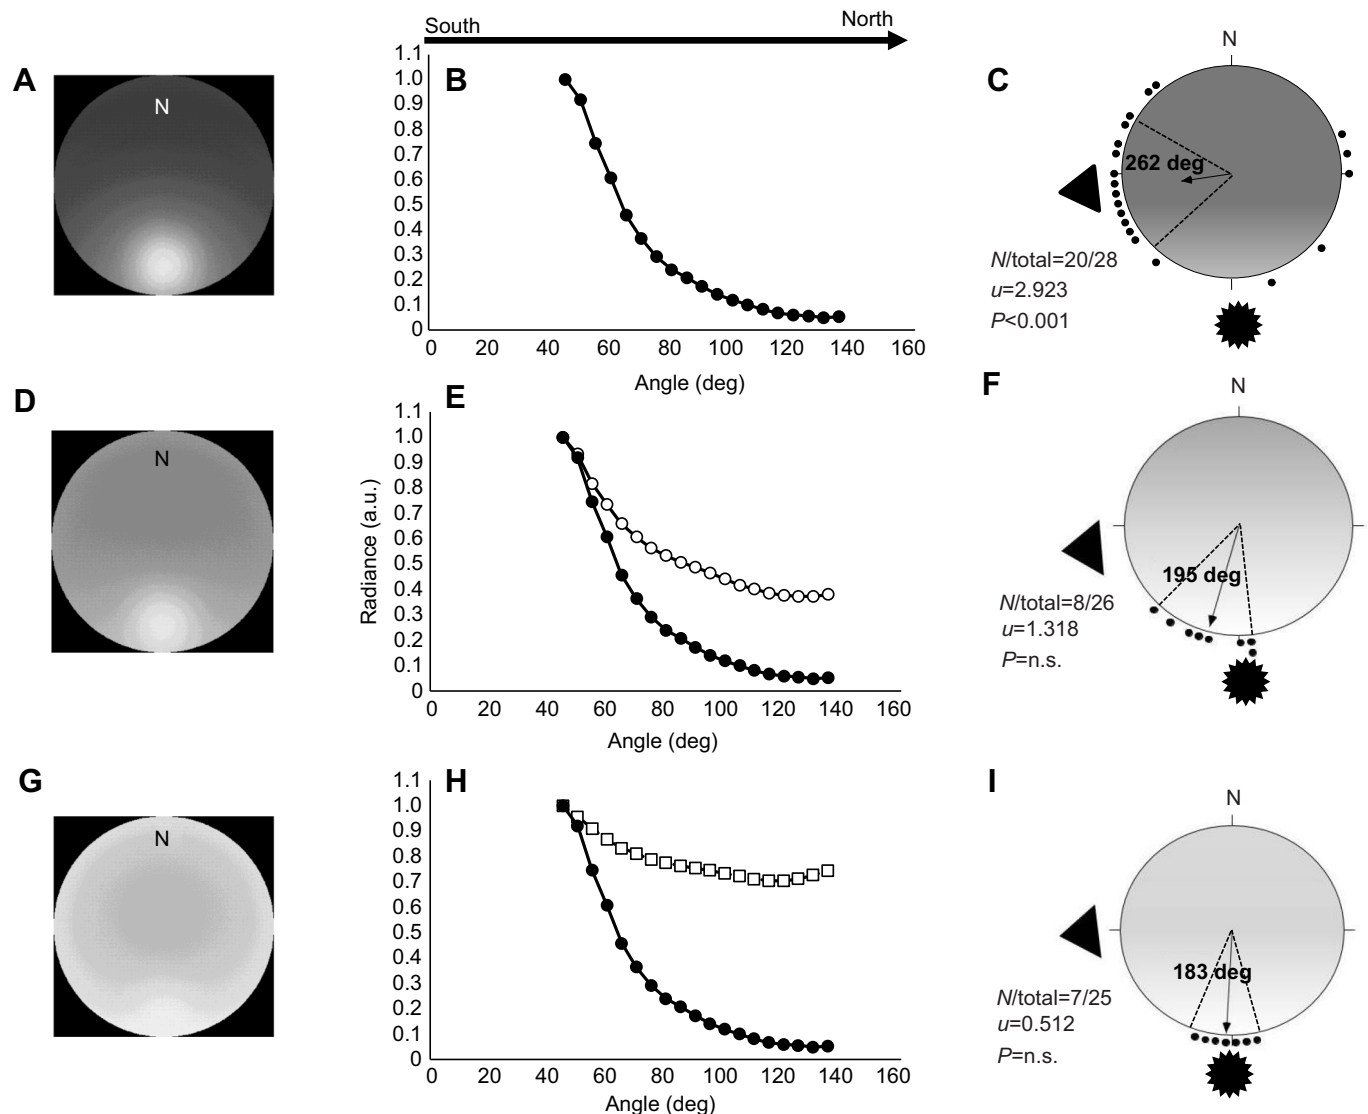 South
North
A
N
B
1.1
1.0
0.9
0.8
0.7
0.6
0.5
0.4
0.3
0.2
0.1
0
0 20 40 60 80 100 120 140 160
Angle (deg)
C
N
262 deg
N/total=20/28
u=2.923
P<0.001
D
N
E
1.1
1.0
0.9
0.8
0.7
0.6
0.5
0.4
0.3
0.2
0.1
0
Radiance (a.u.)
0 20 40 60 80 100 120 140 160
Angle (deg)
F
N
195 deg
N/total=8/26
u=1.318
P=n.s.
G
N
H
1.1
1.0
0.9
0.8
0.7
0.6
0.5
0.4
0.3
0.2
0.1
0
0 20 40 60 80 100 120 140 160
Angle (deg)
I
N
183 deg
N/total=7/25
u=0.512
P=n.s.